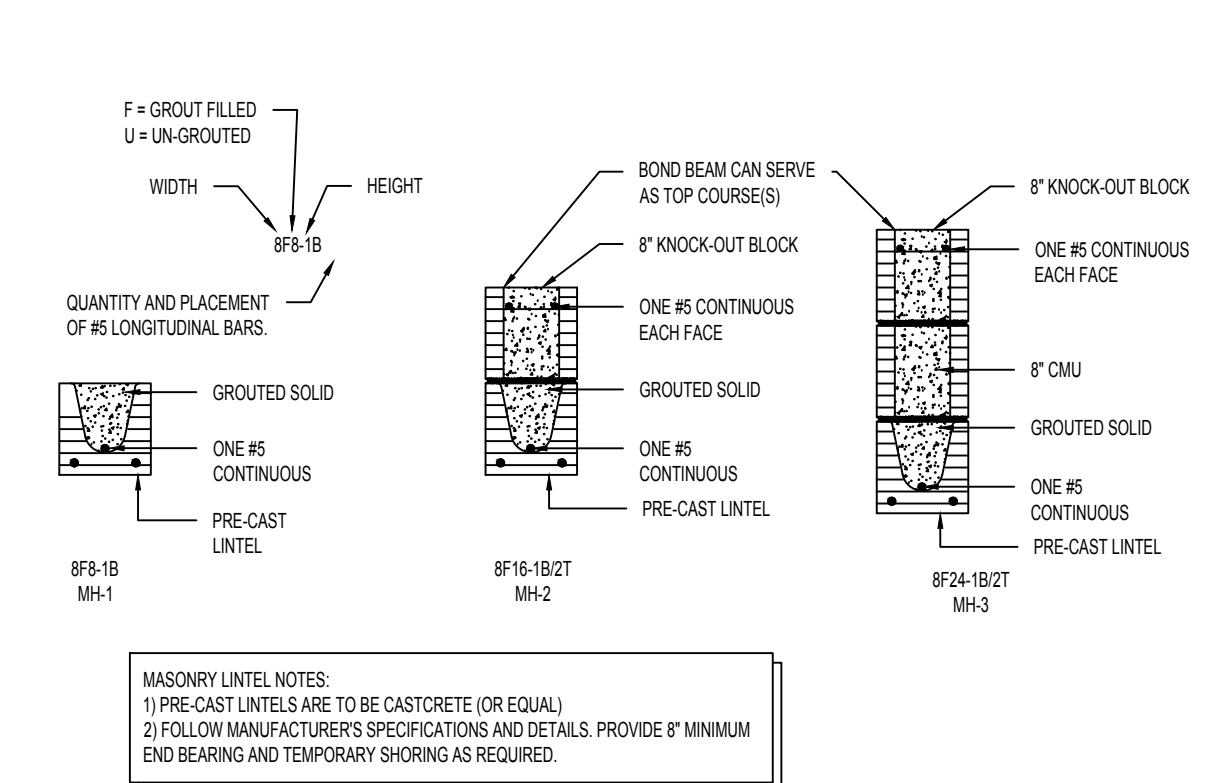 F = GROUT FILLED
U = UN-GROUTED
WIDTH
HEIGHT
8F8-1B
QUANTITY AND PLACEMENT
OF #5 LONGITUDINAL BARS.
GROUTED SOLID
ONE #5
CONTINUOUS
PRE-CAST
LINTEL
8F8-1B
MH-1
BOND BEAM CAN SERVE
AS TOP COURSE(S)
8" KNOCK-OUT BLOCK
ONE #5 CONTINUOUS
EACH FACE
GROUTED SOLID
ONE #5
CONTINUOUS
PRE-CAST LINTEL
8F16-1B/2T
MH-2
8" KNOCK-OUT BLOCK
ONE #5 CONTINUOUS
EACH FACE
8" CMU
GROUTED SOLID
ONE #5
CONTINUOUS
PRE-CAST LINTEL
8F24-1B/2T
MH-3
MASONRY LINTEL NOTES:
1) PRE-CAST LINTELS ARE TO BE CASTCRETE (OR EQUAL)
2) FOLLOW MANUFACTURER'S SPECIFICATIONS AND DETAILS. PROVIDE 8" MINIMUM
END BEARING AND TEMPORARY SHORING AS REQUIRED.